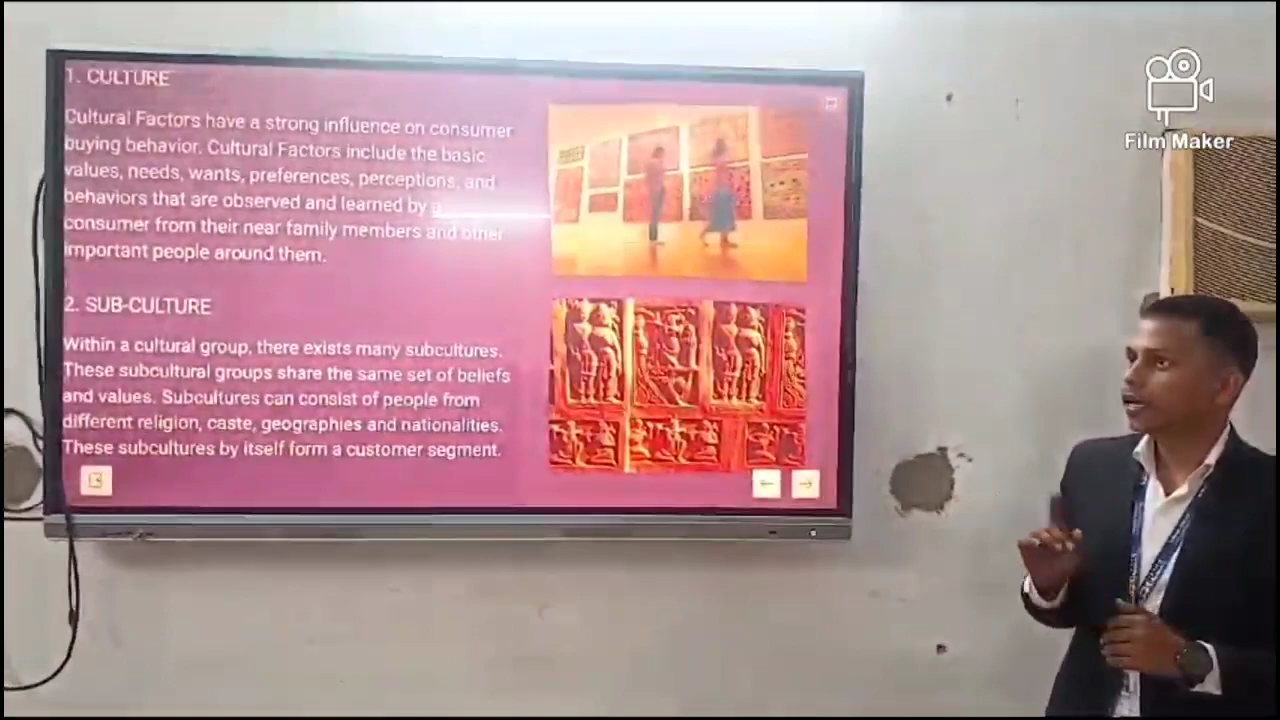 1. CULTURE
Cultural Factors have a strong influence on consumer
buying behavior. Cultural Factors include the basic
values, needs, wants, preferences, perceptions, and
behaviors that are observed and learned by a
consumer from their near family members and other
important people around them.
2. SUB-CULTURE
Within a cultural group, there exists many subcultures.
These subcultural groups share the same set of beliefs
and values. Subcultures can consist of people from
different religion, caste, geographies and nationalities.
These subcultures by itself form a customer segment.
Film Maker